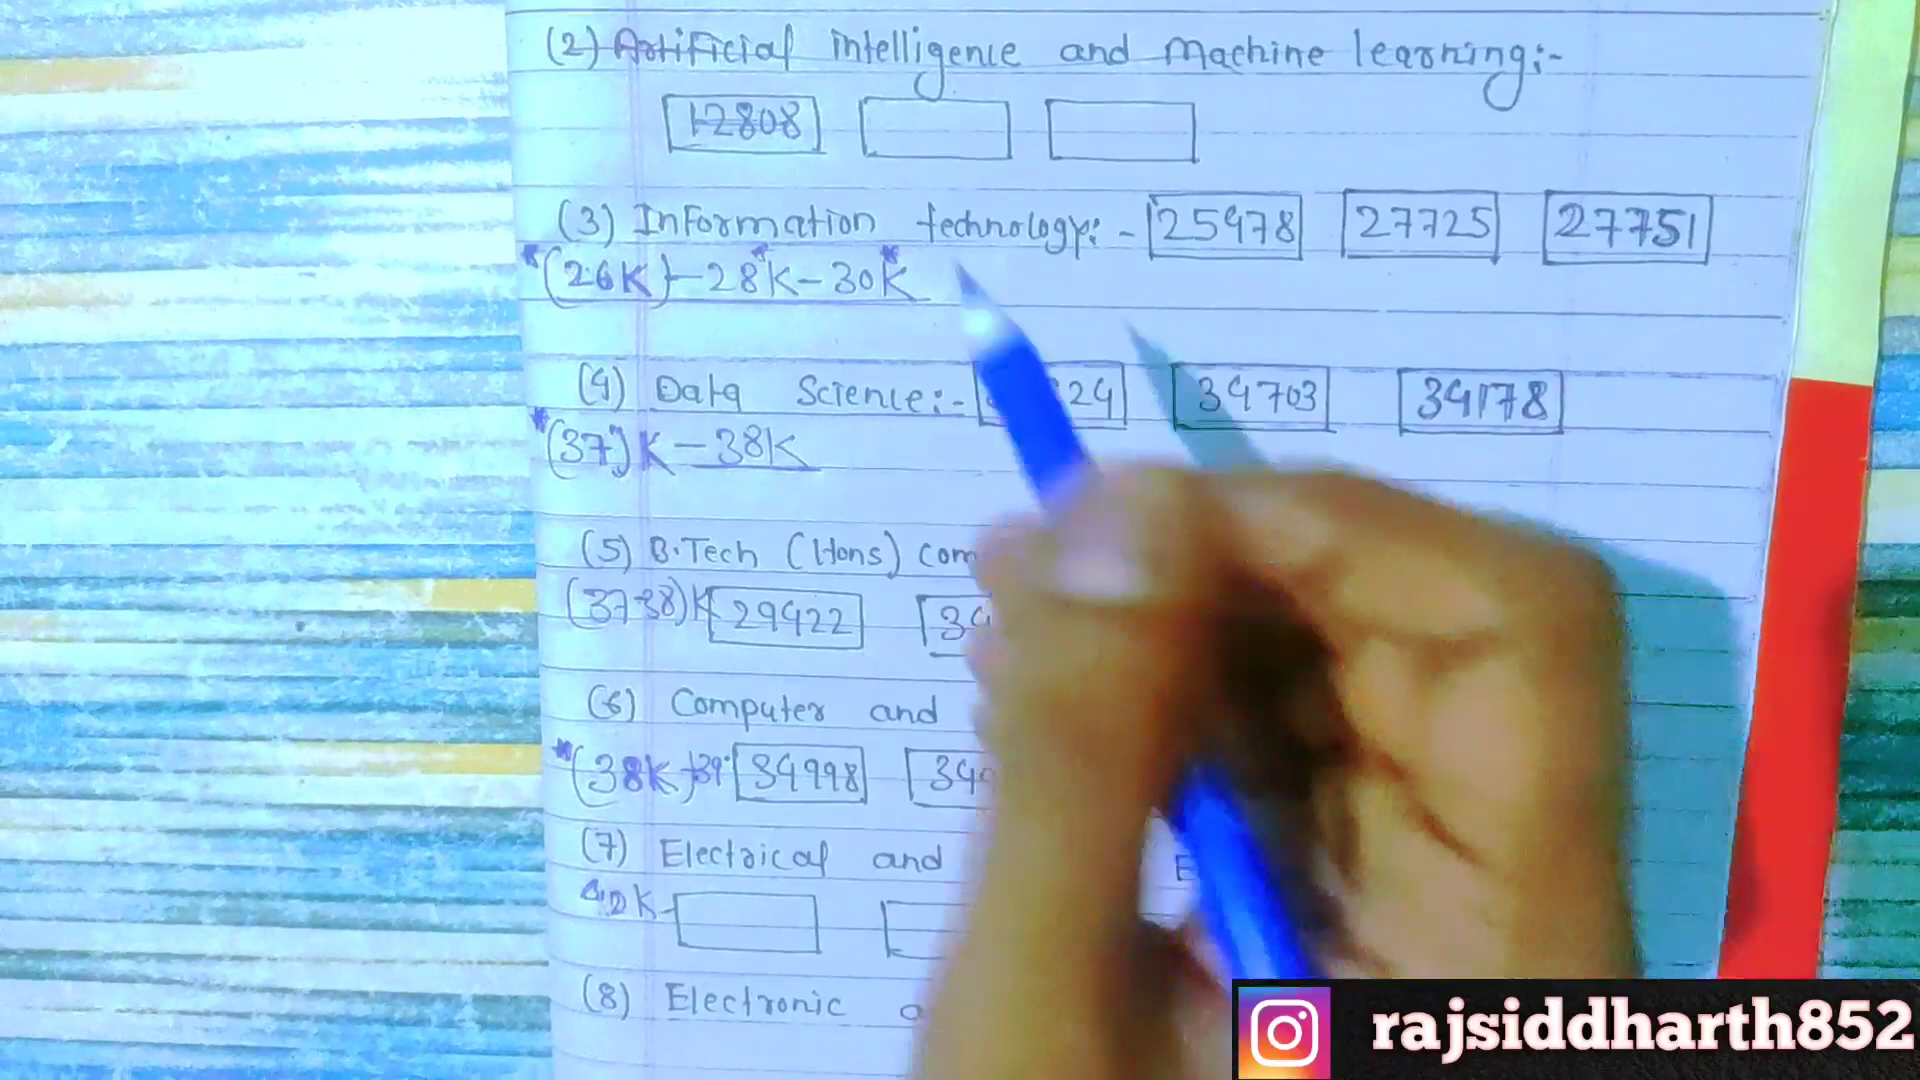 (2) Artificial intelligence and Machine learning:-
12808
(3) Information technology:- 25478 27725 27751
(26K)-28K-30K
(4) Data Science:- 24 34703 34178
(37)K-38K
(5) B.Tech (Hons) com
(37-38)K 29422 34
(6) Computer and
(38K)-39 34998 34
(7) Electrical and E
42K-
(8) Electronic a
rajsiddharth852